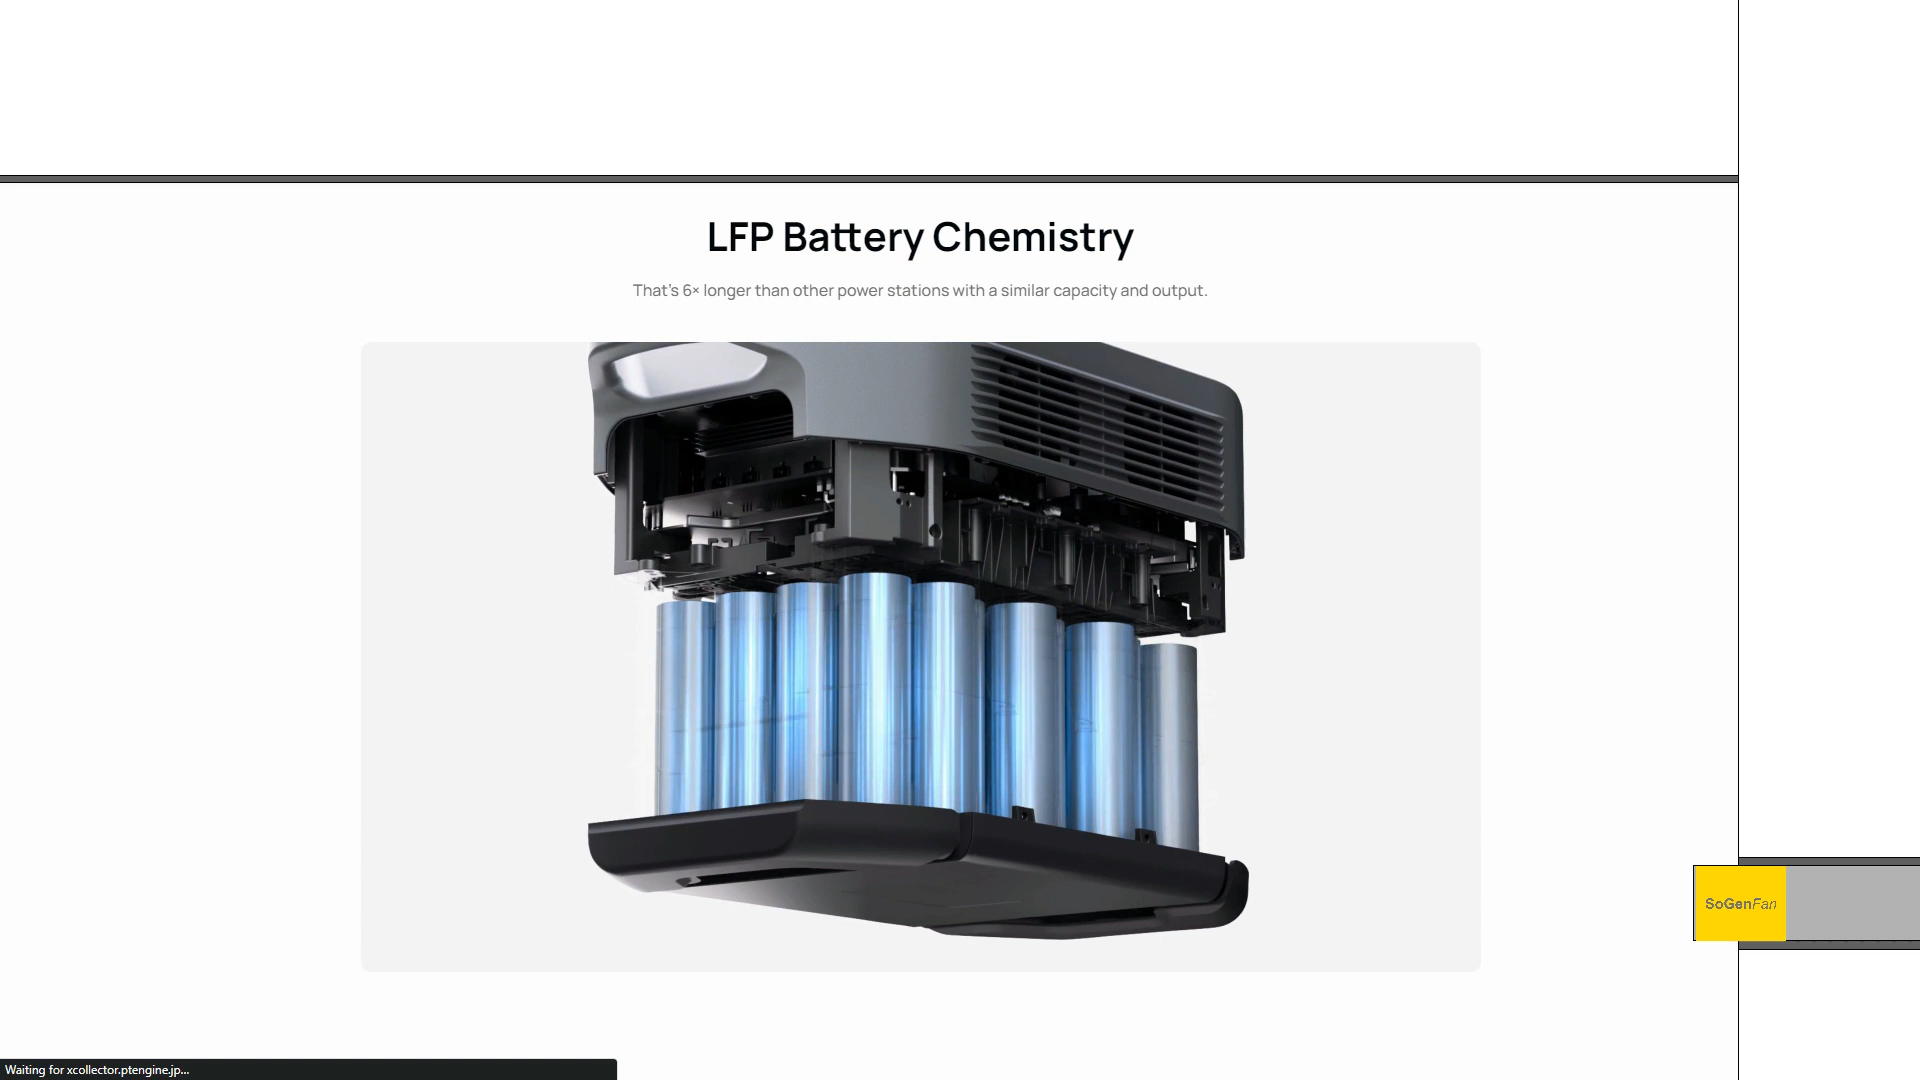 LFP Battery Chemistry
That's 6× longer than other power stations with a similar capacity and output.
SoGenFan
Waiting for xcollector.ptengine.jp...